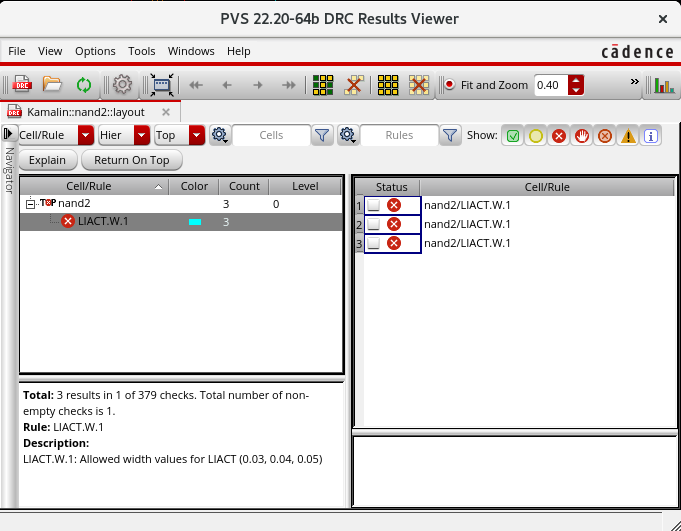 PVS 22.20-64b DRC Results Viewer
File View Options Tools Windows Help
cādence
DRC
Fit and Zoom 0.40 »
DRC Kamalin::nand2::layout
Cell/Rule Hier Top Cells Rules Show:
Navigator
Explain Return On Top
Cell/Rule Color Count Level
TOP nand2 3 0
LIACT.W.1 3
Status Cell/Rule
1 nand2/LIACT.W.1
2 nand2/LIACT.W.1
3 nand2/LIACT.W.1
Total: 3 results in 1 of 379 checks. Total number of non-
empty checks is 1.
Rule: LIACT.W.1
Description:
LIACT.W.1: Allowed width values for LIACT (0.03, 0.04, 0.05)